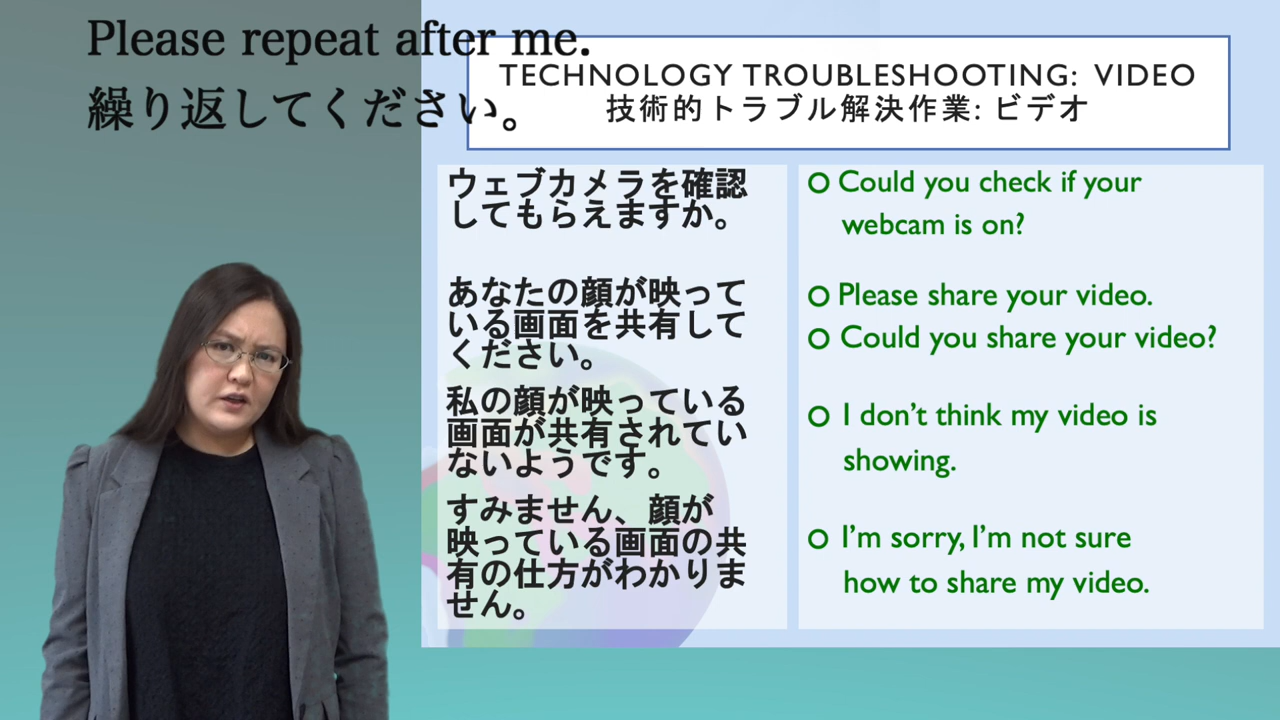 Please repeat after me.
繰り返してください。
TECHNOLOGY TROUBLESHOOTING: VIDEO
技術的トラブル解決作業: ビデオ
ウェブカメラを確認
してもらえますか。
あなたの顔が映って
いる画面を共有して
ください。
私の顔が映っている
画面が共有されてい
ないようです。
すみません、顔が
映っている画面の共
有の仕方がわかりま
せん。
Could you check if your
webcam is on?
Please share your video.
Could you share your video?
I don’t think my video is
showing.
I’m sorry, I’m not sure
how to share my video.